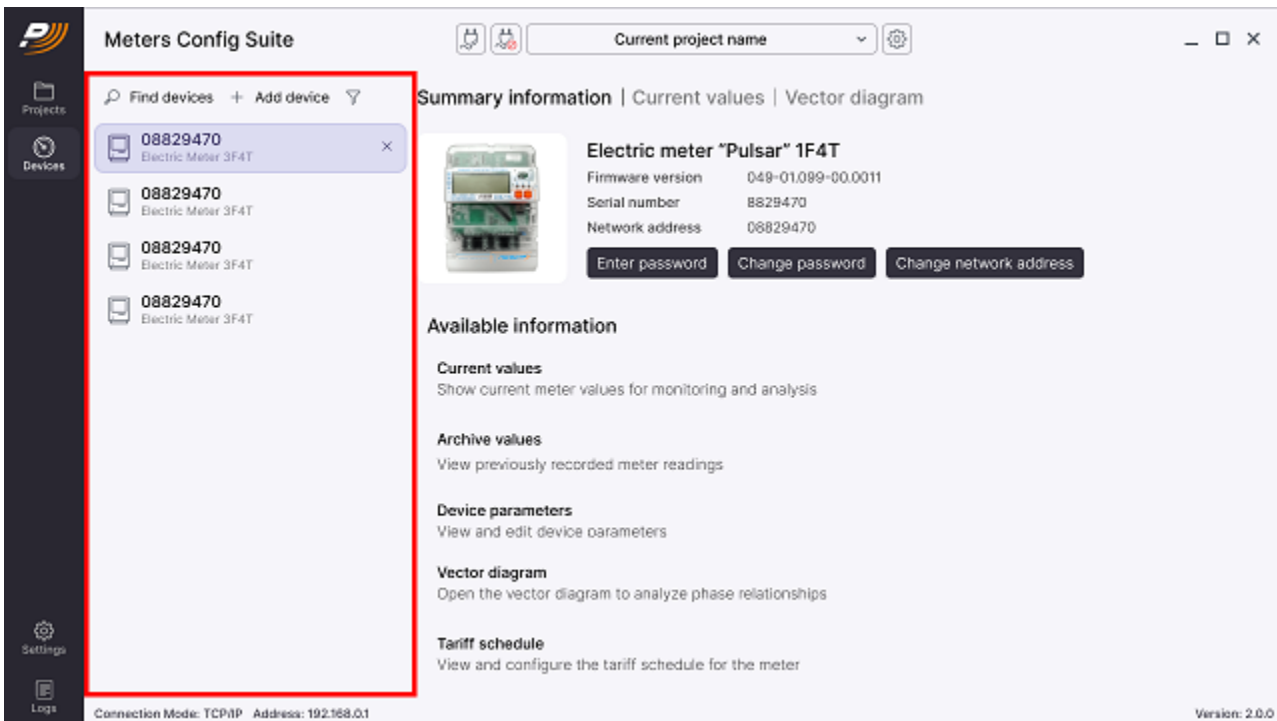 Meters Config Suite
Current project name
Projects
Devices
Settings
Logs
Find devices + Add device
08829470
Electric Meter 3F4T
08829470
Electric Meter 3F4T
08829470
Electric Meter 3F4T
08829470
Electric Meter 3F4T
Summary information | Current values | Vector diagram
Electric meter “Pulsar” 1F4T
Firmware version 049-01.099-00.0011
Serial number 8829470
Network address 08829470
Enter password Change password Change network address
Available information
Current values
Show current meter values for monitoring and analysis
Archive values
View previously recorded meter readings
Device parameters
View and edit device parameters
Vector diagram
Open the vector diagram to analyze phase relationships
Tariff schedule
View and configure the tariff schedule for the meter
Connection Mode: TCP/IP Address: 192.168.0.1
Version: 2.0.0